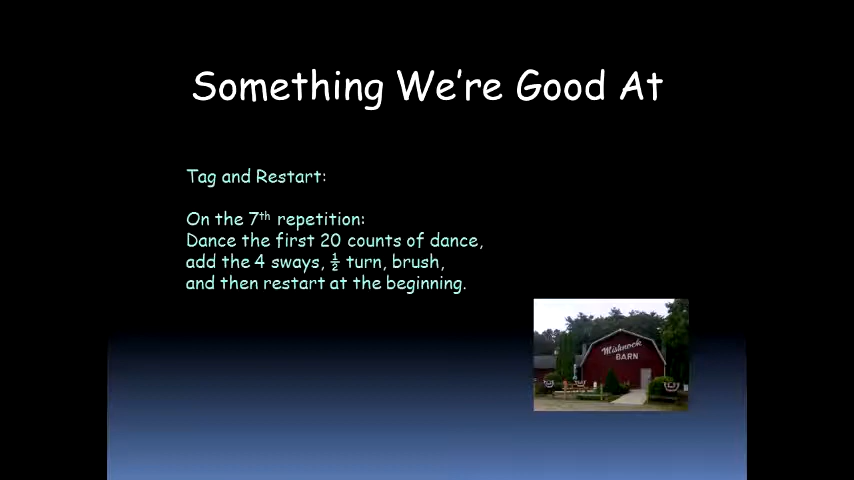 Something We're Good At
Tag and Restart:
On the 7th repetition:
Dance the first 20 counts of dance,
add the 4 sways, ½ turn, brush,
and then restart at the beginning.
Mishnock
BARN